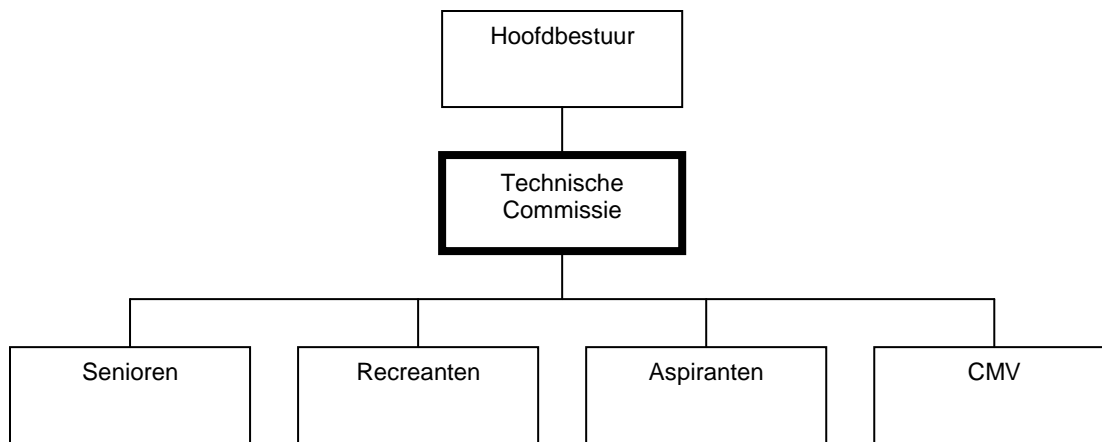 Hoofdbestuur
Technische
Commissie
Senioren
Recreanten
Aspiranten
CMV